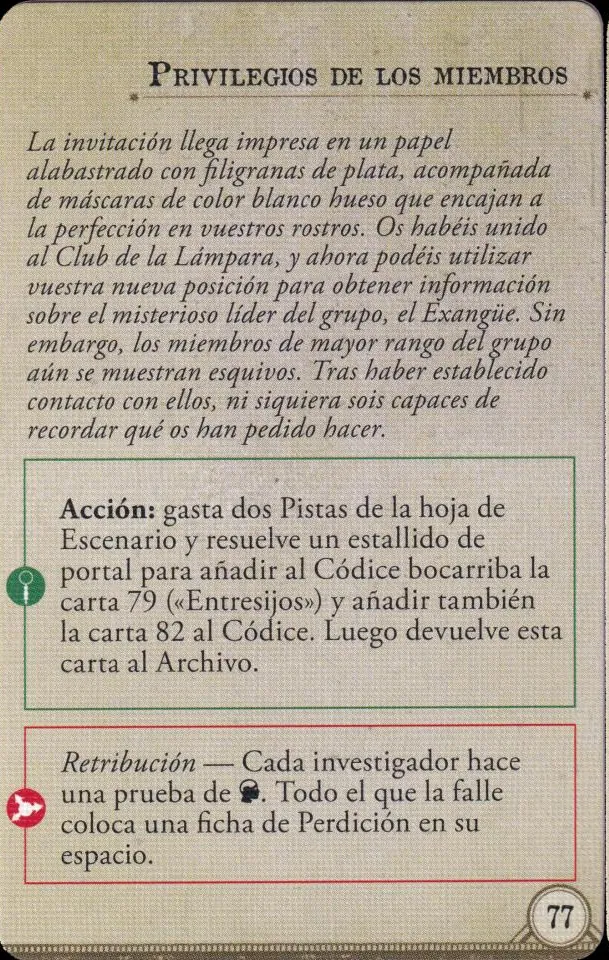 PRIVILEGIOS DE LOS MIEMBROS
La invitación llega impresa en un papel
alabastrado con filigranas de plata, acompañada
de máscaras de color blanco hueso que encajan a
la perfección en vuestros rostros. Os habéis unido
al Club de la Lámpara, y ahora podéis utilizar
vuestra nueva posición para obtener información
sobre el misterioso líder del grupo, el Exangüe. Sin
embargo, los miembros de mayor rango del grupo
aún se muestran esquivos. Tras haber establecido
contacto con ellos, ni siquiera sois capaces de
recordar qué os han pedido hacer.
Acción: gasta dos Pistas de la hoja de
Escenario y resuelve un estallido de
portal para añadir al Códice bocarriba la
carta 79 («Entresijos») y añadir también
la carta 82 al Códice. Luego devuelve esta
carta al Archivo.
Retribución — Cada investigador hace
una prueba de . Todo el que la falle
coloca una ficha de Perdición en su
espacio.
77